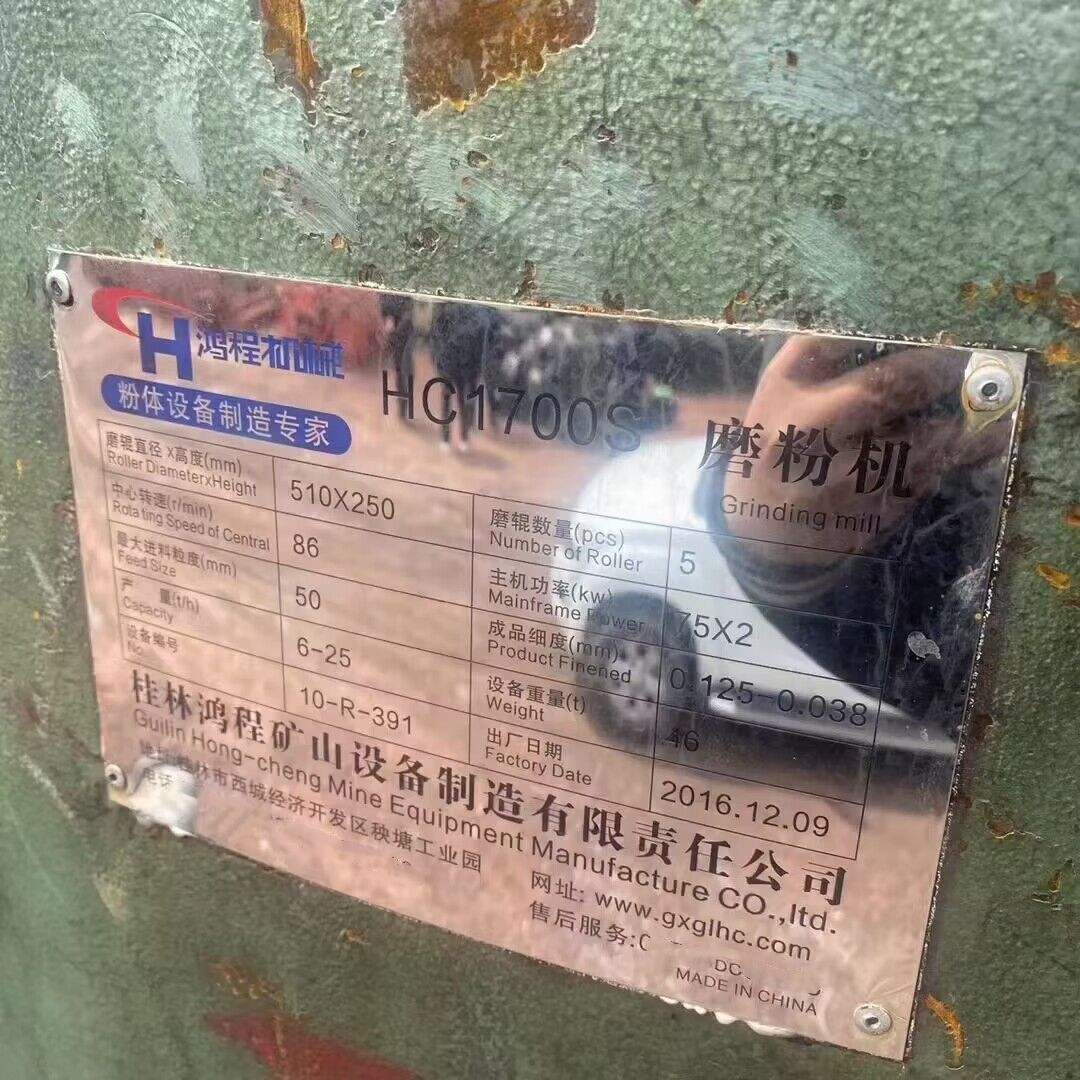 H 鸿程机械
粉体设备制造专家
HC1700S 磨粉机
Grinding mill
磨辊直径x高度(mm) 510X250 磨辊数量(pcs) 5
Roller DiameterxHeight Number of Roller
中心转速(r/min) 86 主机功率(kw) 75X2
Rotating Speed of Central Mainframe Power
最大进料粒度(mm) 50 成品细度(mm) 0.125-0.038
Feed Size Product Finened
产 量(t/h) 6-25 设备重量(t) 46
Capacity Weight
设备编号 10-R-391 出厂日期 2016.12.09
No. Factory Date
桂林鸿程矿山设备制造有限责任公司
Guilin Hong-cheng Mine Equipment Manufacture CO.,ltd.
林市西城经济开发区秧塘工业园 网址: www.gxglhc.com
电话 售后服务:
MADE IN CHINA